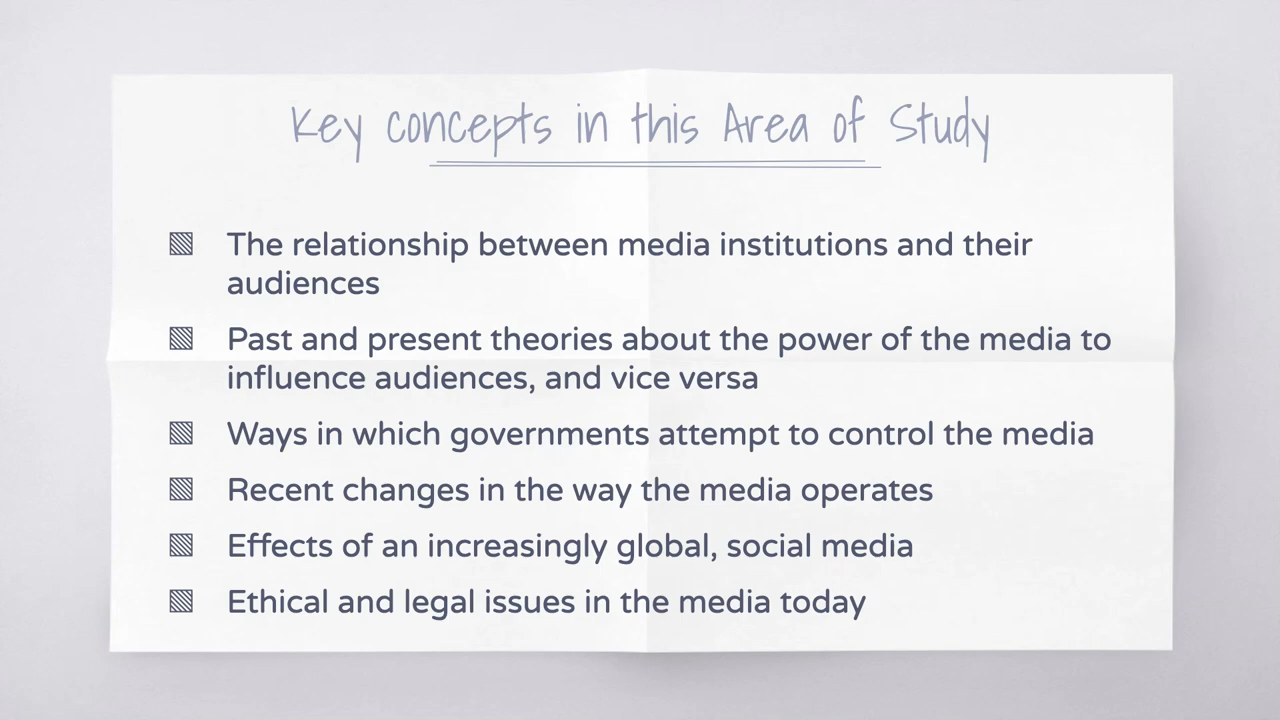 Key concepts in this Area of Study
The relationship between media institutions and their
audiences
Past and present theories about the power of the media to
influence audiences, and vice versa
Ways in which governments attempt to control the media
Recent changes in the way the media operates
Effects of an increasingly global, social media
Ethical and legal issues in the media today